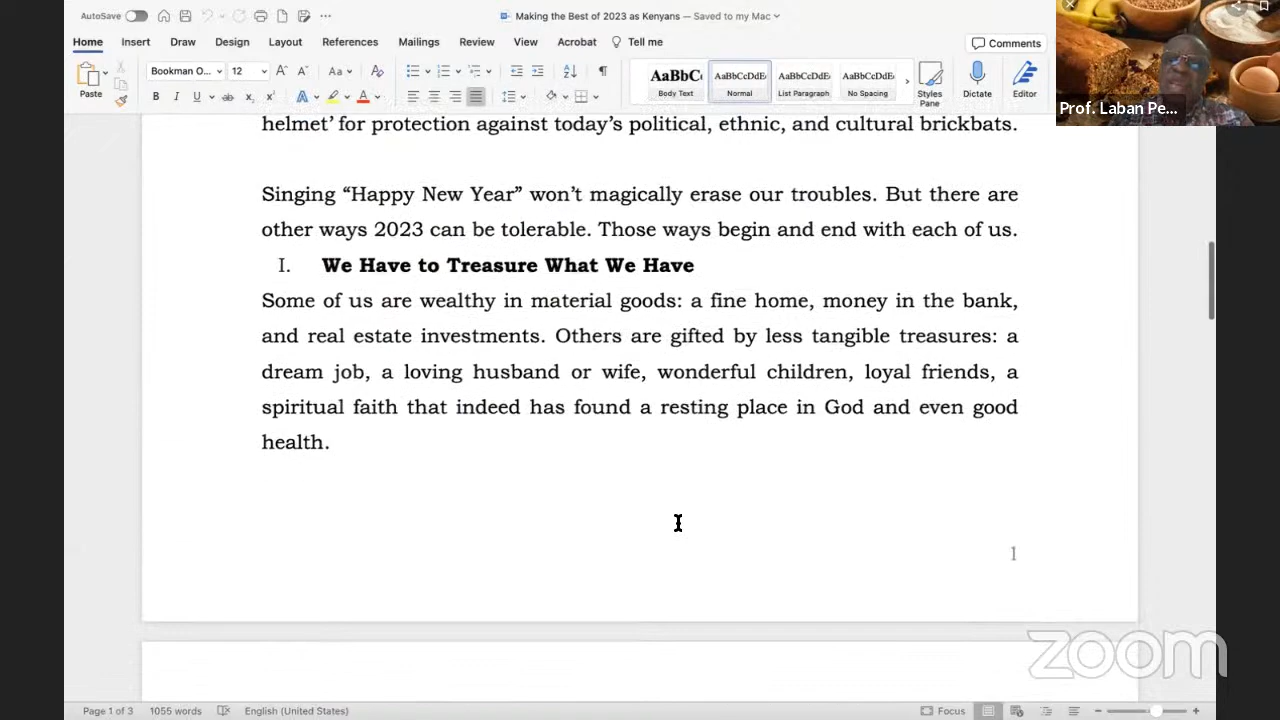 AutoSave
Making the Best of 2023 as Kenyans — Saved to my Mac
Home Insert Draw Design Layout References Mailings Review View Acrobat Tell me
Comments
Paste
Bookman O... 12
Aa
AaBbC
Body Text
AaBbCcDdE
Normal
AaBbCcDdE
List Paragraph
AaBbCcDdE
No Spacing
Styles
Pane
Dictate
Editor
Prof. Laban Pe...
helmet’ for protection against today’s political, ethnic, and cultural brickbats.
Singing “Happy New Year” won’t magically erase our troubles. But there are
other ways 2023 can be tolerable. Those ways begin and end with each of us.
I. We Have to Treasure What We Have
Some of us are wealthy in material goods: a fine home, money in the bank,
and real estate investments. Others are gifted by less tangible treasures: a
dream job, a loving husband or wife, wonderful children, loyal friends, a
spiritual faith that indeed has found a resting place in God and even good
health.
1
zoom
Page 1 of 3 1055 words English (United States) Focus